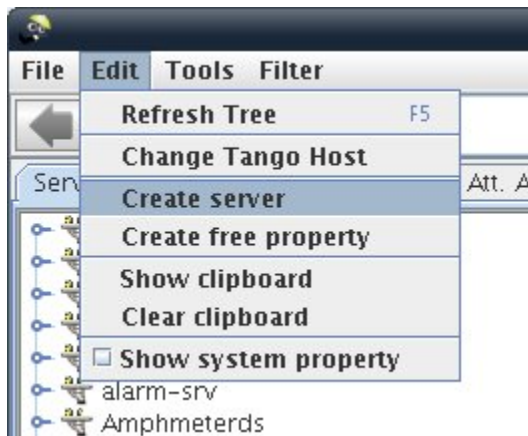 File Edit Tools Filter
Refresh Tree F5
Change Tango Host
Create server
Create free property
Show clipboard
Clear clipboard
Show system property
alarm-srv
Amphmeterds